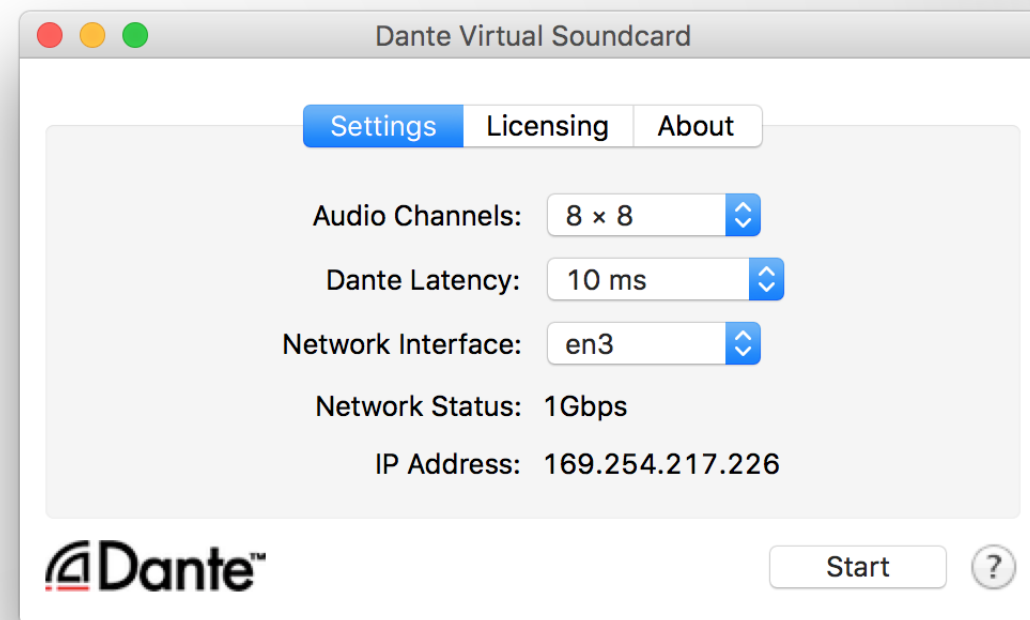 Dante Virtual Soundcard
Settings Licensing About
Audio Channels: 8 × 8
Dante Latency: 10 ms
Network Interface: en3
Network Status: 1Gbps
IP Address: 169.254.217.226
Dante™ Start ?